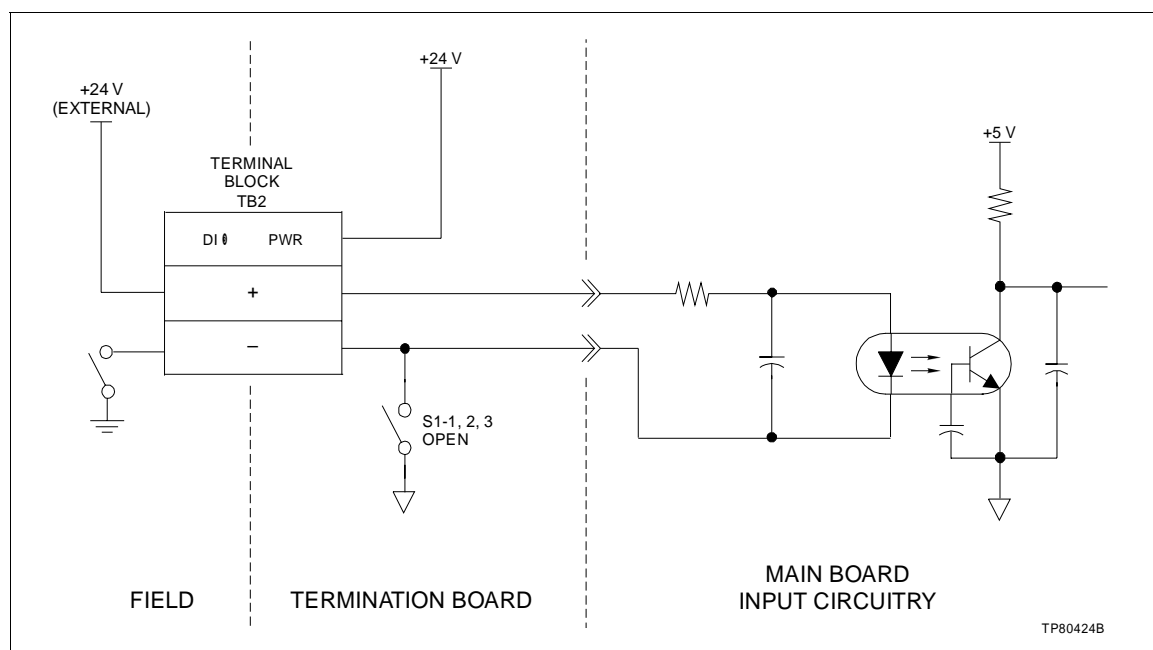 +24 V
(EXTERNAL)
+24 V
TERMINAL
BLOCK
TB2
DI0 PWR
+
–
S1-1, 2, 3
OPEN
+5 V
FIELD
TERMINATION BOARD
MAIN BOARD
INPUT CIRCUITRY
TP80424B